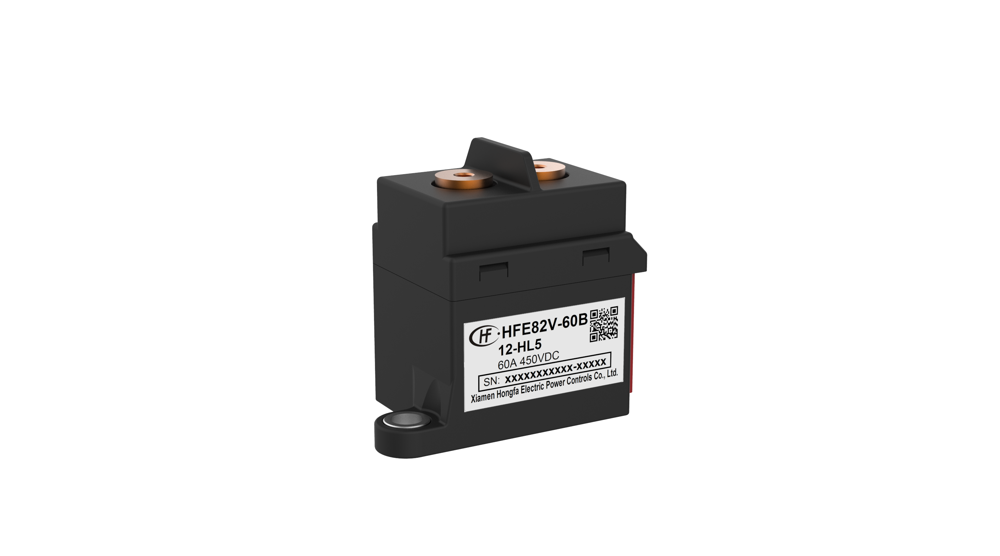 HF HFE82V-60B
12-HL5
60A 450VDC
SN: xxxxxxxxxxx-xxxxx
Xiamen Hongfa Electric Power Controls Co., Ltd.